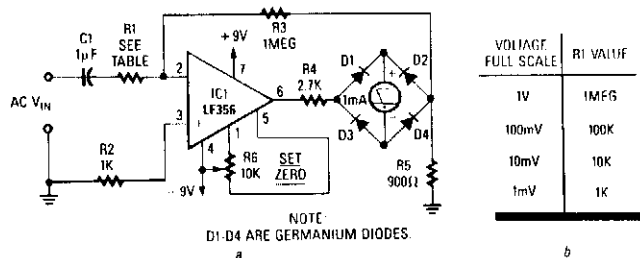 C1
1µF
R1
SEE
TABLE
R3
1MEG
+9V
7
2
IC1
LF356
6
3
1
5
4
R4
2.7K
D1
D2
D3
D4
+
1mA
R5
900Ω
AC VIN
R2
1K
-9V
R6
10K
SET
ZERO
NOTE:
D1-D4 ARE GERMANIUM DIODES.
a
VOLTAGE FULL SCALE R1 VALUE
1V 1MEG
100mV 100K
10mV 10K
1mV 1K
b